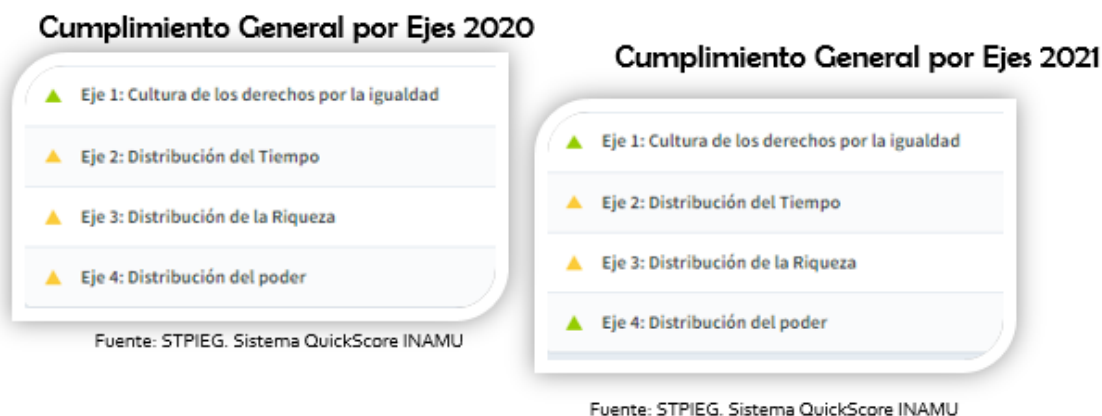 Cumplimiento General por Ejes 2020
Eje 1: Cultura de los derechos por la igualdad
Eje 2: Distribución del Tiempo
Eje 3: Distribución de la Riqueza
Eje 4: Distribución del poder
Fuente: STPIEG. Sistema QuickScore INAMU
Cumplimiento General por Ejes 2021
Eje 1: Cultura de los derechos por la igualdad
Eje 2: Distribución del Tiempo
Eje 3: Distribución de la Riqueza
Eje 4: Distribución del poder
Fuente: STPIEG. Sistema QuickScore INAMU